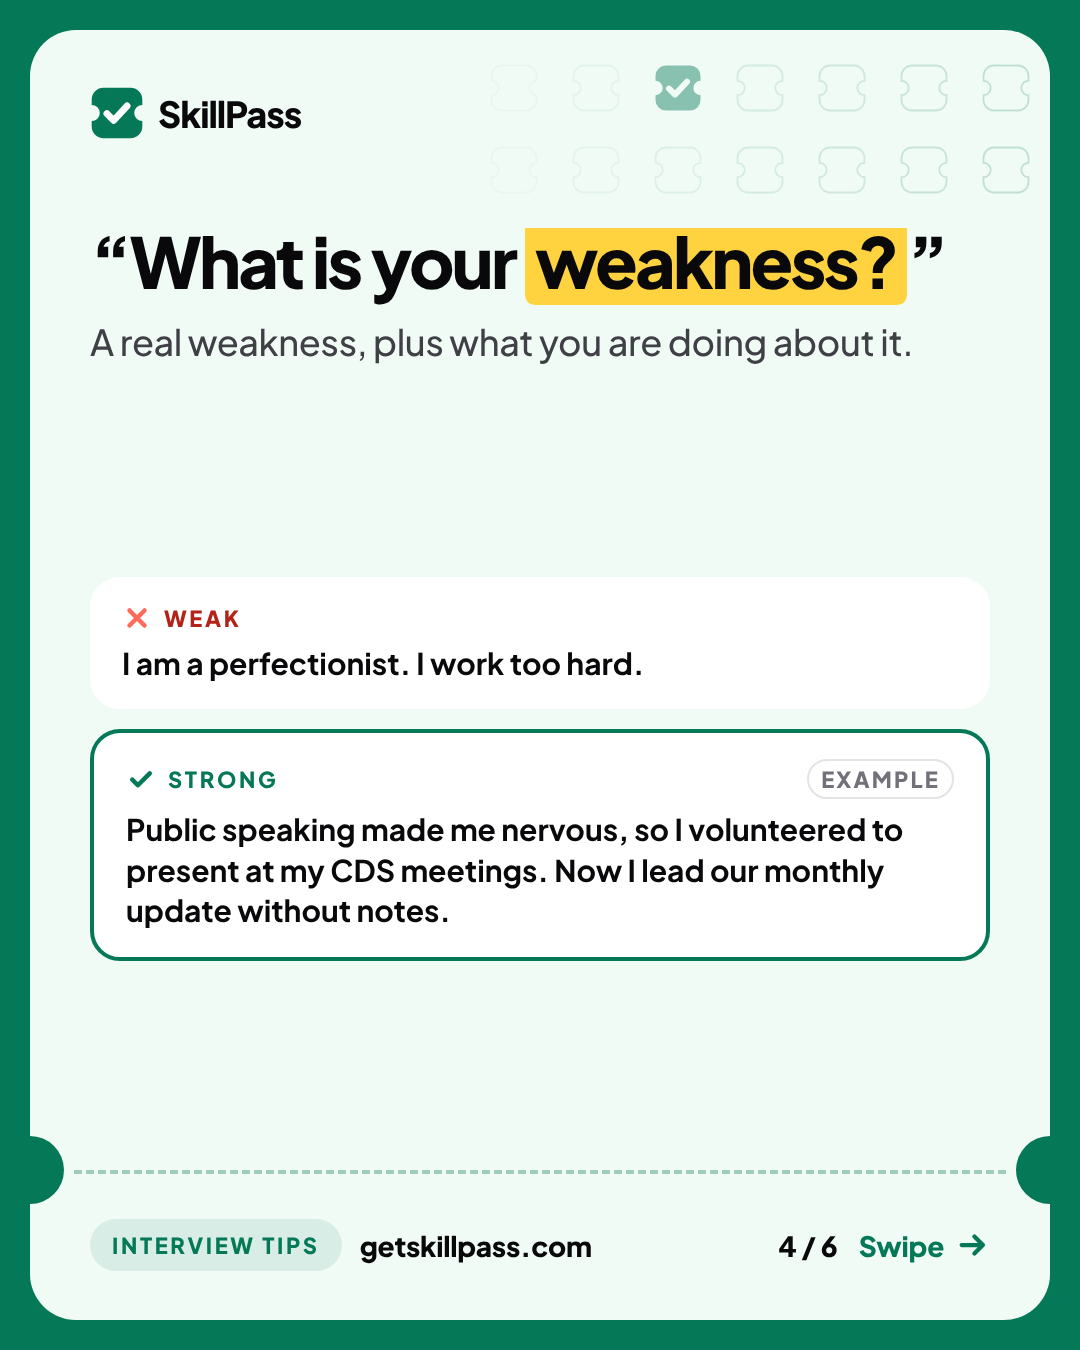 SkillPass
“What is your weakness?”
A real weakness, plus what you are doing about it.
WEAK
I am a perfectionist. I work too hard.
STRONG
EXAMPLE
Public speaking made me nervous, so I volunteered to
present at my CDS meetings. Now I lead our monthly
update without notes.
INTERVIEW TIPS
getskillpass.com
4 / 6
Swipe